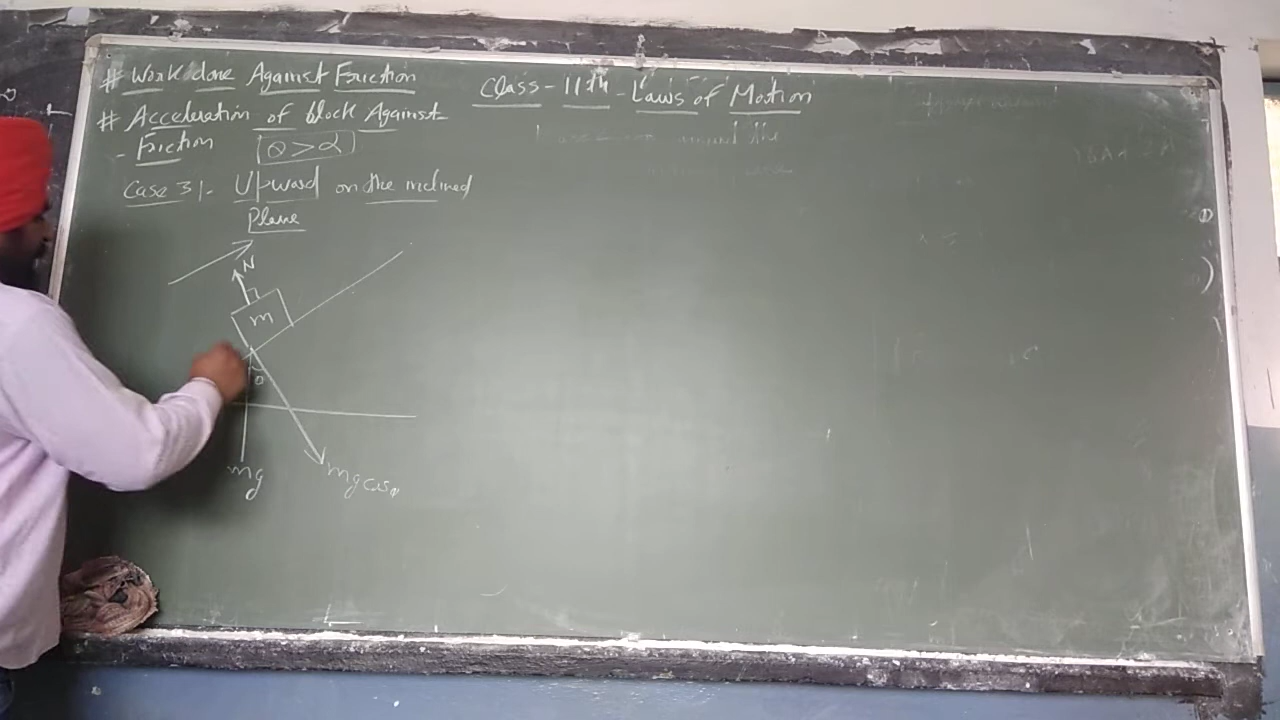 # Work done Against Friction
Class - 11th - Laws of Motion
# Acceleration of block Against
- Friction θ > α
Case 3/- Upward on the inclined
Plane
N
m
θ
mg
mg cos